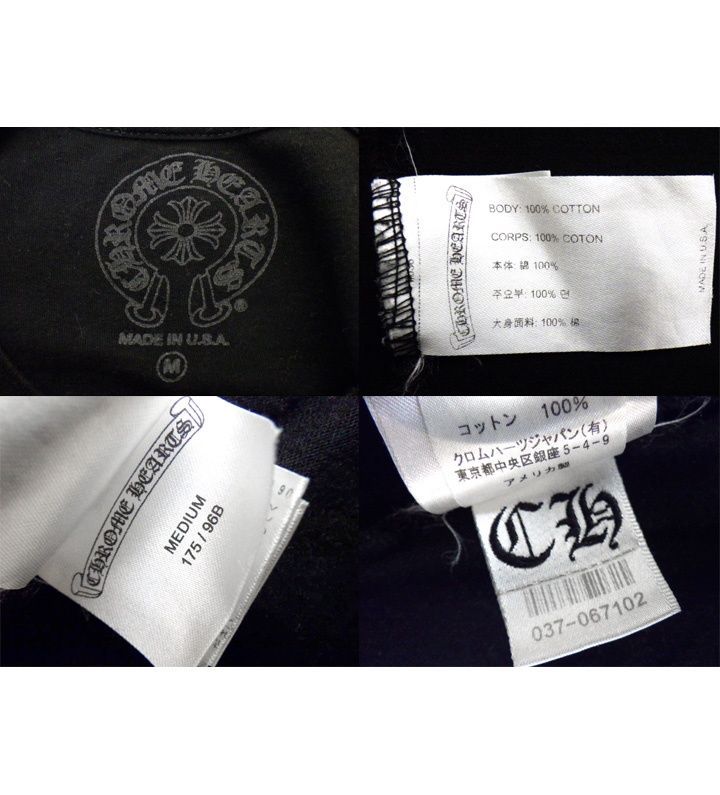 CHROME HEARTS
®
MADE IN U.S.A.
M
CHROME HEARTS
BODY: 100% COTTON
CORPS: 100% COTON
本体: 綿 100%
주요부: 100% 면
大身面料: 100% 棉
MADE IN U.S.A.
CHROME HEARTS
MEDIUM
175 / 96B
コットン 100%
クロムハーツジャパン(有)
東京都中央区銀座5-4-9
アメリカ製
CH
037-067102